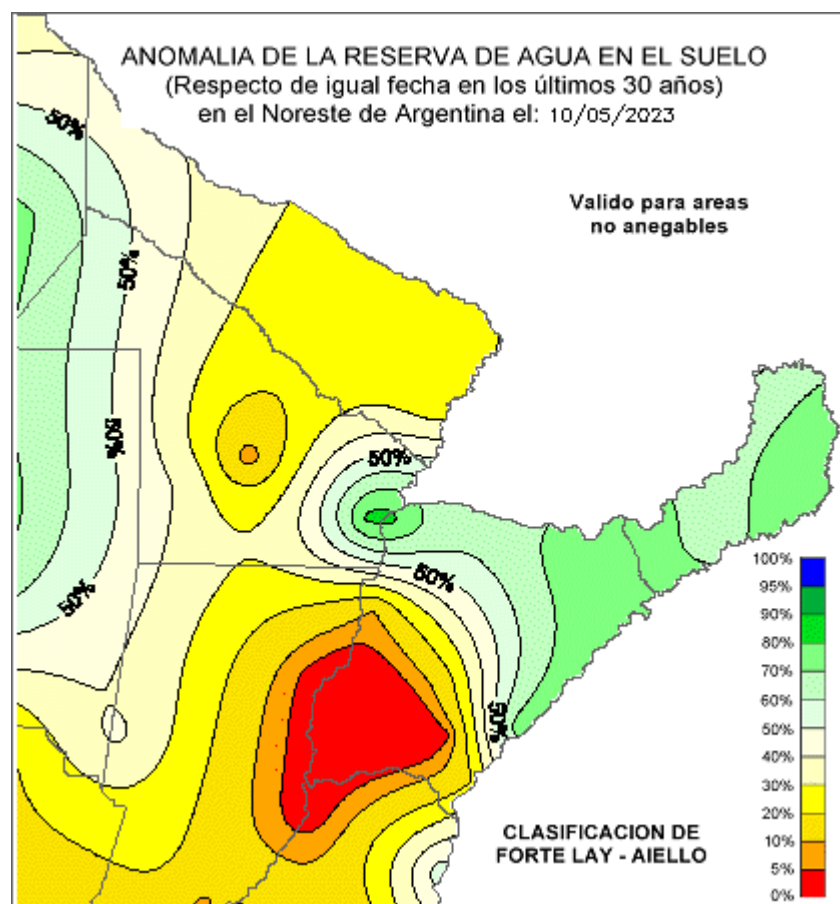 ANOMALIA DE LA RESERVA DE AGUA EN EL SUELO
(Respecto de igual fecha en los últimos 30 años)
en el Noreste de Argentina el: 10/05/2023
Valido para areas
no anegables
50%
50%
50%
50%
50%
50%
50%
100%
95%
90%
80%
70%
60%
50%
40%
30%
20%
10%
5%
0%
CLASIFICACION DE
FORTE LAY - AIELLO